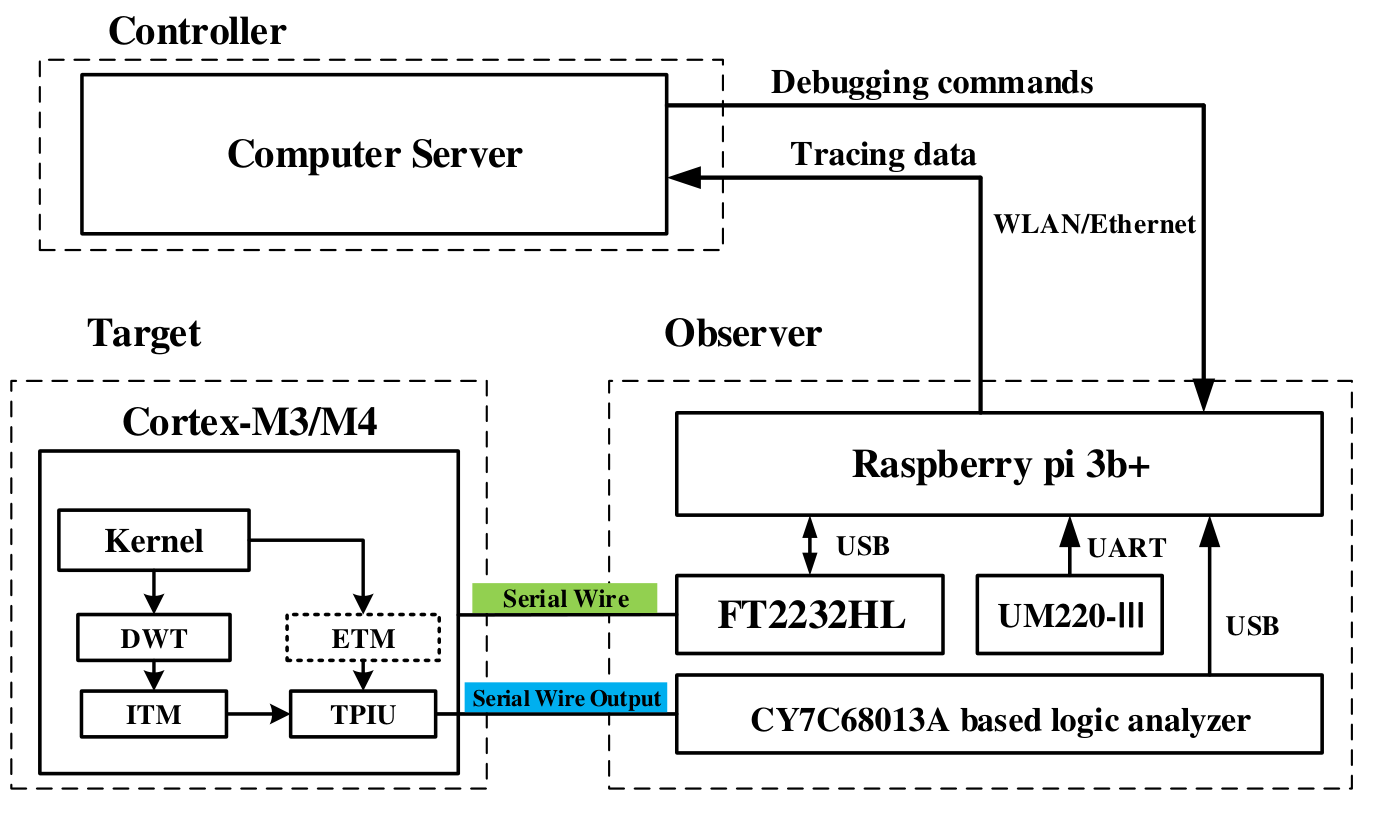 Controller
Computer Server
Debugging commands
Tracing data
WLAN/Ethernet
Target
Observer
Cortex-M3/M4
Kernel
DWT
ETM
ITM
TPIU
Serial Wire
Serial Wire Output
Raspberry pi 3b+
USB
UART
FT2232HL
UM220-III
USB
CY7C68013A based logic analyzer